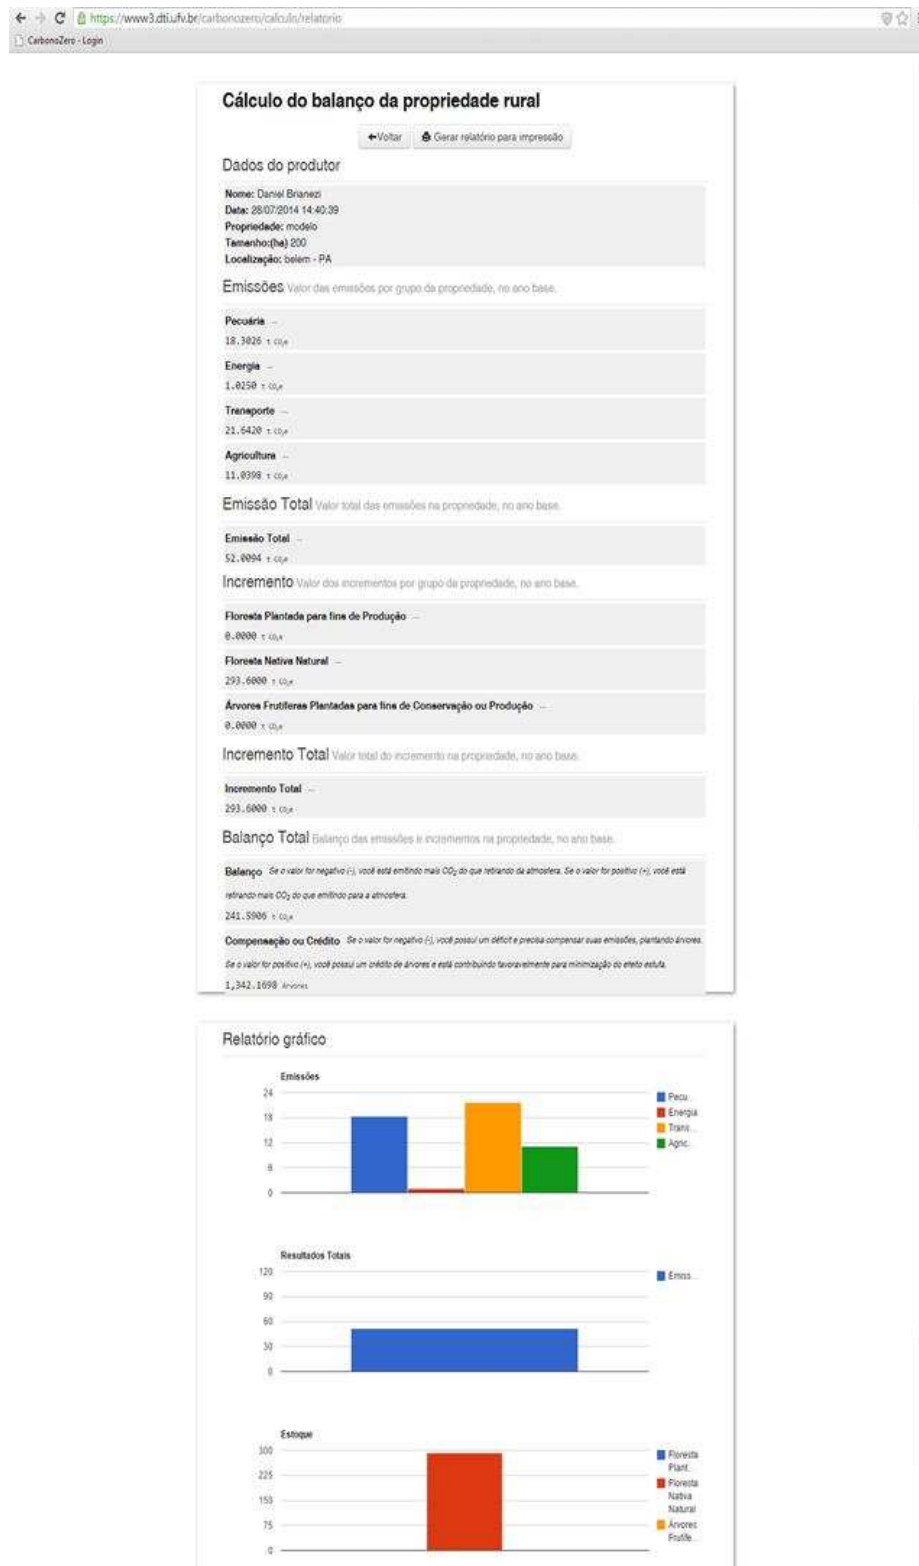 https://www3.dti.ufv.br/carbonozero/calculo/relatorio
CarbonoZero - Login
Cálculo do balanço da propriedade rural
Voltar Gerar relatório para impressão
Dados do produtor
Nome: Daniel Brianezi
Data: 28/07/2014 14:40:39
Propriedade: modelo
Tamanho:(ha) 200
Localização: belem - PA
Emissões Valor das emissões por grupo da propriedade, no ano base.
Pecuária --
18.3026 t CO₂e
Energia --
1.0250 t CO₂e
Transporte --
21.6420 t CO₂e
Agricultura --
11.0398 t CO₂e
Emissão Total Valor total das emissões na propriedade, no ano base.
Emissão Total --
52.0094 t CO₂e
Incremento Valor dos incrementos por grupo da propriedade, no ano base.
Floresta Plantada para fins de Produção --
0.0000 t CO₂e
Floresta Nativa Natural --
293.6000 t CO₂e
Árvores Frutíferas Plantadas para fins de Conservação ou Produção --
0.0000 t CO₂e
Incremento Total Valor total do incremento na propriedade, no ano base.
Incremento Total --
293.6000 t CO₂e
Balanço Total Balanço das emissões e incrementos na propriedade, no ano base.
Balanço Se o valor for negativo (-), você está emitindo mais CO₂ do que retirando da atmosfera. Se o valor for positivo (+), você está
retirando mais CO₂ do que emitindo para a atmosfera.
241.5906 t CO₂e
Compensação ou Crédito Se o valor for negativo (-), você possui um déficit e precisa compensar suas emissões, plantando árvores.
Se o valor for positivo (+), você possui um crédito de árvores e está contribuindo favoravelmente para minimização do efeito estufa.
1,342.1698 Árvores
Relatório gráfico
Emissões
24
18
12
6
0
Pecu...
Energia
Trans...
Agric...
Resultados Totais
120
90
60
30
0
Emiss...
Estoque
300
225
150
75
0
Floresta
Plant...
Floresta
Nativa
Natural
Árvores
Frutífe...